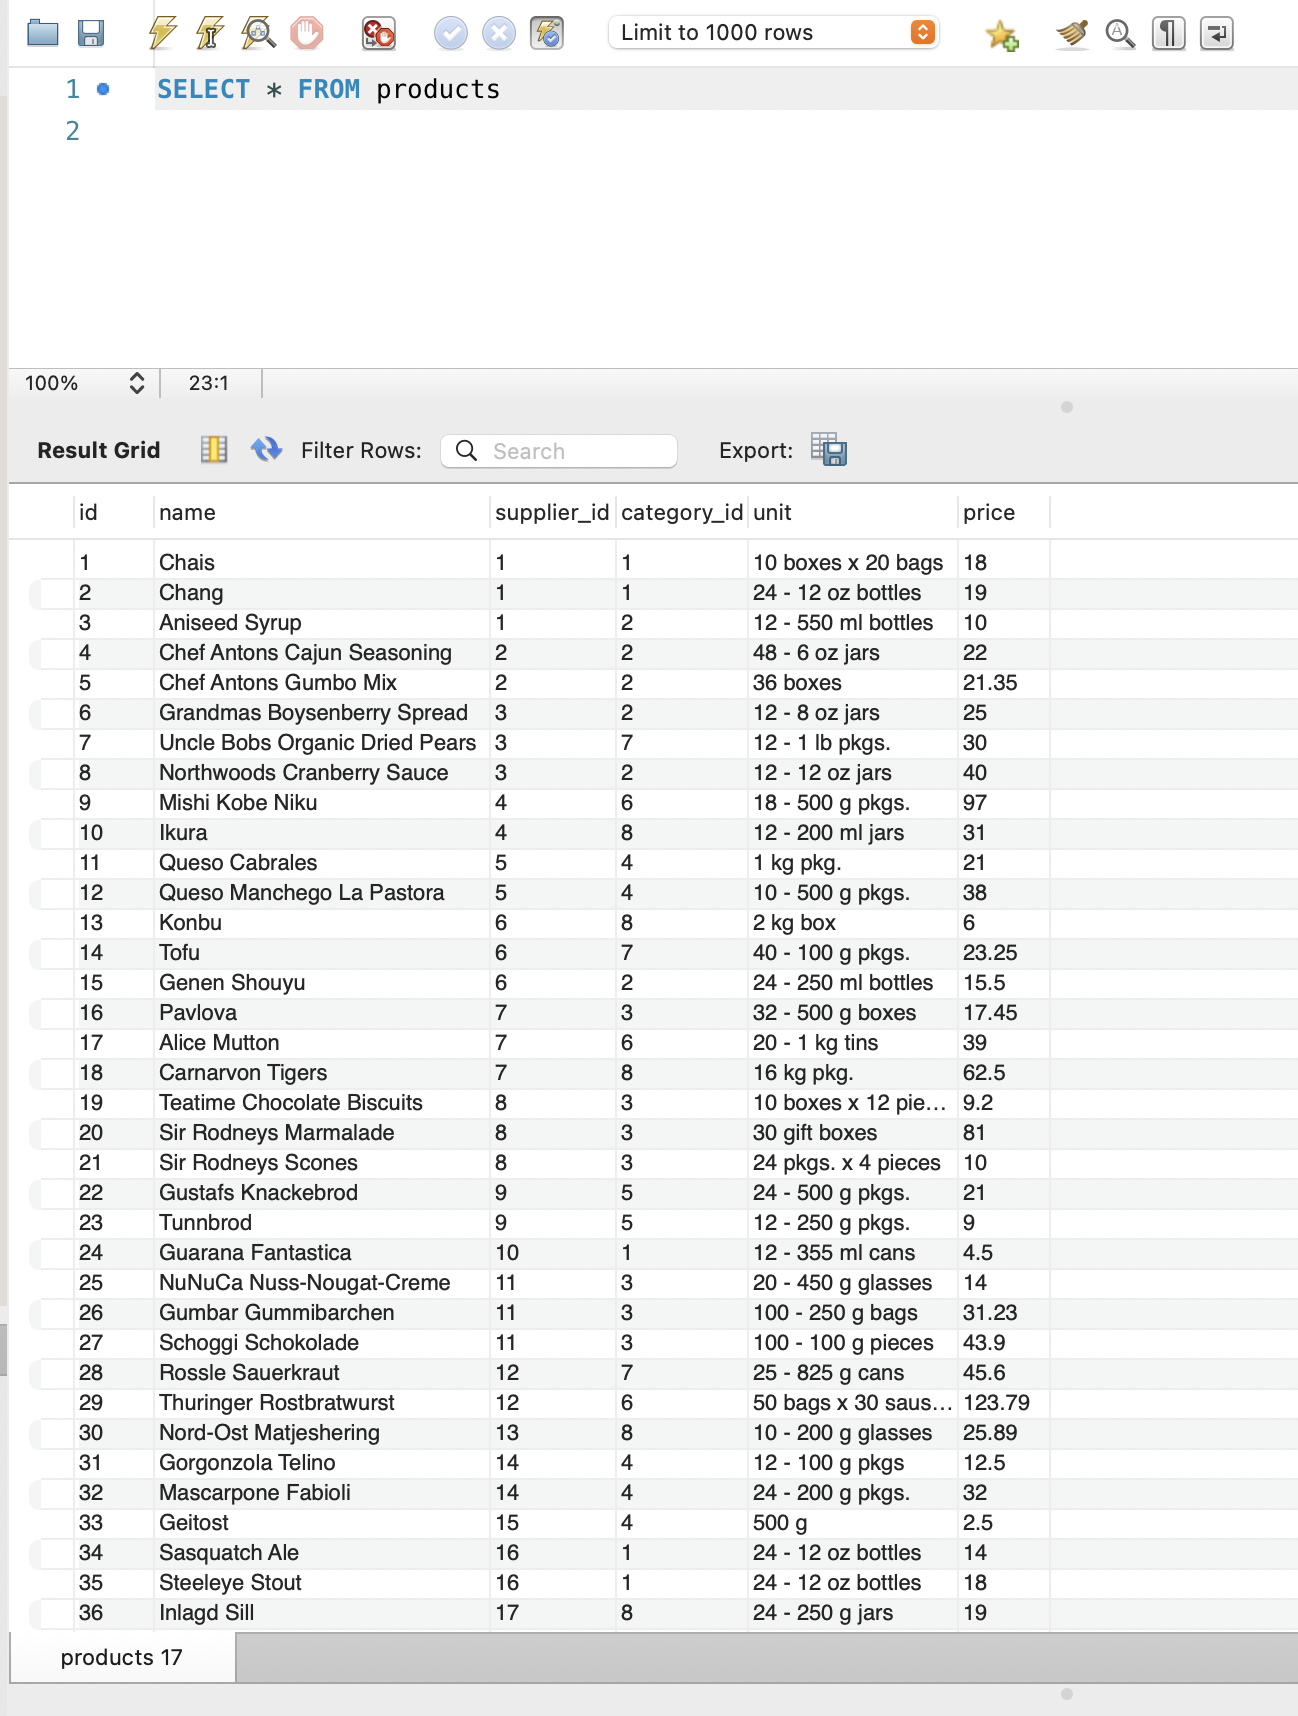 Limit to 1000 rows
1 SELECT * FROM products
2
100% 23:1
Result Grid Filter Rows: Search Export:
id name supplier_id category_id unit price
1 Chais 1 1 10 boxes x 20 bags 18
2 Chang 1 1 24 - 12 oz bottles 19
3 Aniseed Syrup 1 2 12 - 550 ml bottles 10
4 Chef Antons Cajun Seasoning 2 2 48 - 6 oz jars 22
5 Chef Antons Gumbo Mix 2 2 36 boxes 21.35
6 Grandmas Boysenberry Spread 3 2 12 - 8 oz jars 25
7 Uncle Bobs Organic Dried Pears 3 7 12 - 1 lb pkgs. 30
8 Northwoods Cranberry Sauce 3 2 12 - 12 oz jars 40
9 Mishi Kobe Niku 4 6 18 - 500 g pkgs. 97
10 Ikura 4 8 12 - 200 ml jars 31
11 Queso Cabrales 5 4 1 kg pkg. 21
12 Queso Manchego La Pastora 5 4 10 - 500 g pkgs. 38
13 Konbu 6 8 2 kg box 6
14 Tofu 6 7 40 - 100 g pkgs. 23.25
15 Genen Shouyu 6 2 24 - 250 ml bottles 15.5
16 Pavlova 7 3 32 - 500 g boxes 17.45
17 Alice Mutton 7 6 20 - 1 kg tins 39
18 Carnarvon Tigers 7 8 16 kg pkg. 62.5
19 Teatime Chocolate Biscuits 8 3 10 boxes x 12 pie... 9.2
20 Sir Rodneys Marmalade 8 3 30 gift boxes 81
21 Sir Rodneys Scones 8 3 24 pkgs. x 4 pieces 10
22 Gustafs Knackebrod 9 5 24 - 500 g pkgs. 21
23 Tunnbrod 9 5 12 - 250 g pkgs. 9
24 Guarana Fantastica 10 1 12 - 355 ml cans 4.5
25 NuNuCa Nuss-Nougat-Creme 11 3 20 - 450 g glasses 14
26 Gumbar Gummibarchen 11 3 100 - 250 g bags 31.23
27 Schoggi Schokolade 11 3 100 - 100 g pieces 43.9
28 Rossle Sauerkraut 12 7 25 - 825 g cans 45.6
29 Thuringer Rostbratwurst 12 6 50 bags x 30 saus... 123.79
30 Nord-Ost Matjeshering 13 8 10 - 200 g glasses 25.89
31 Gorgonzola Telino 14 4 12 - 100 g pkgs 12.5
32 Mascarpone Fabioli 14 4 24 - 200 g pkgs. 32
33 Geitost 15 4 500 g 2.5
34 Sasquatch Ale 16 1 24 - 12 oz bottles 14
35 Steeleye Stout 16 1 24 - 12 oz bottles 18
36 Inlagd Sill 17 8 24 - 250 g jars 19
products 17